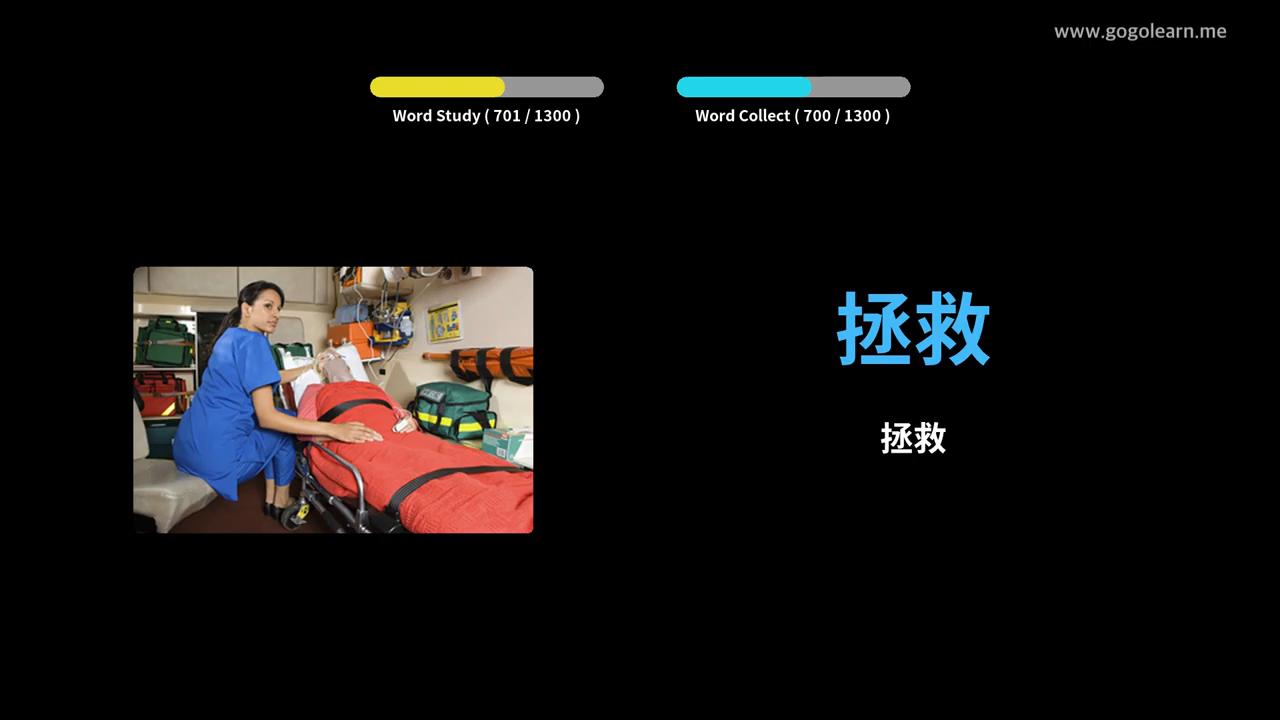 www.gogolearn.me
Word Study ( 701 / 1300 )
Word Collect ( 700 / 1300 )
拯救
拯救